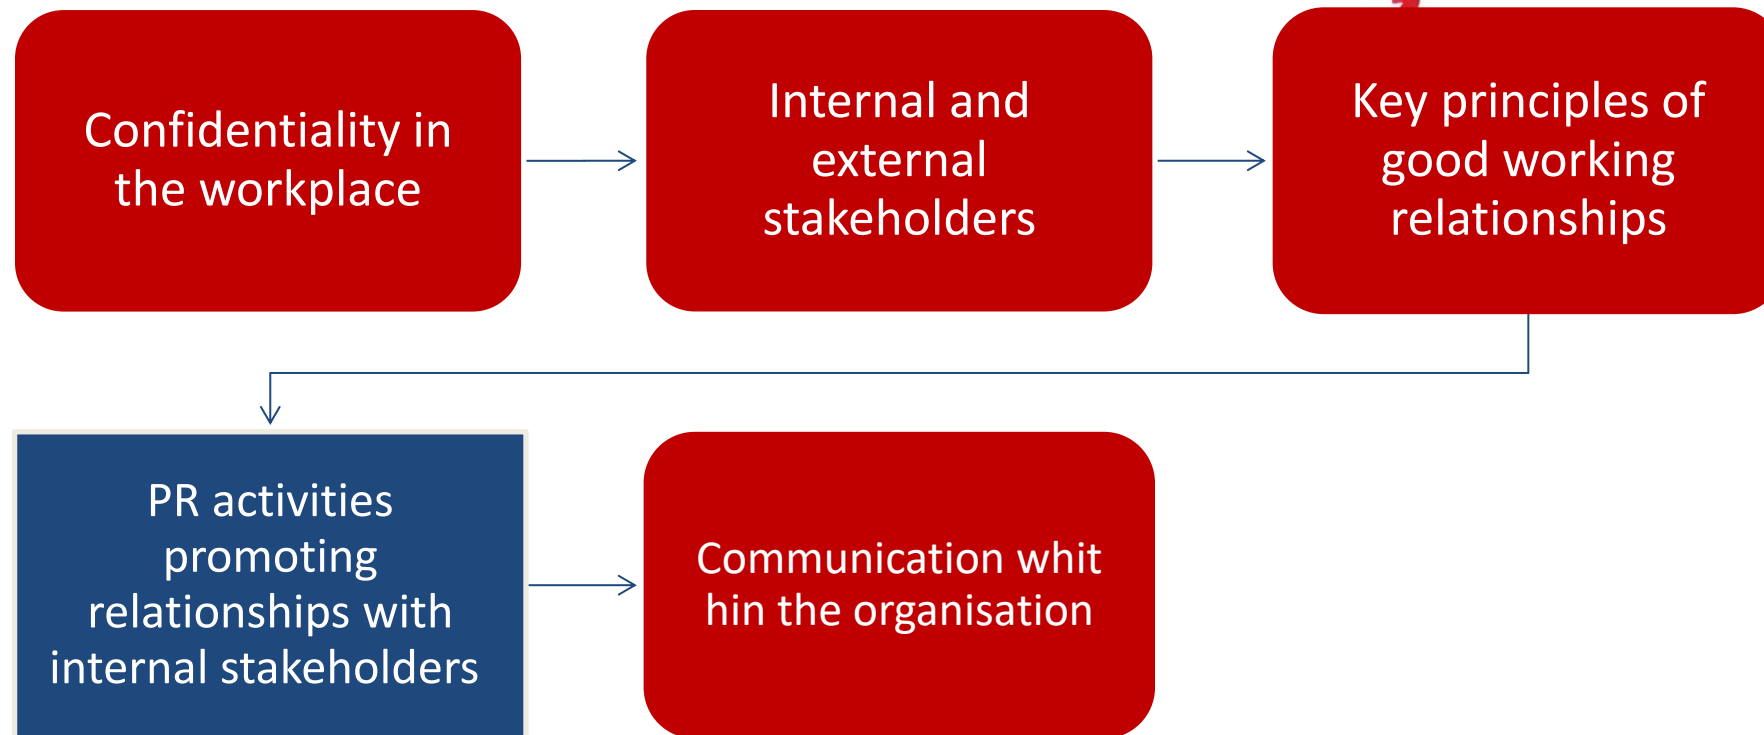 Confidentiality in
the workplace
Internal and
external
stakeholders
Key principles of
good working
relationships
PR activities
promoting
relationships with
internal stakeholders
Communication whit
hin the organisation